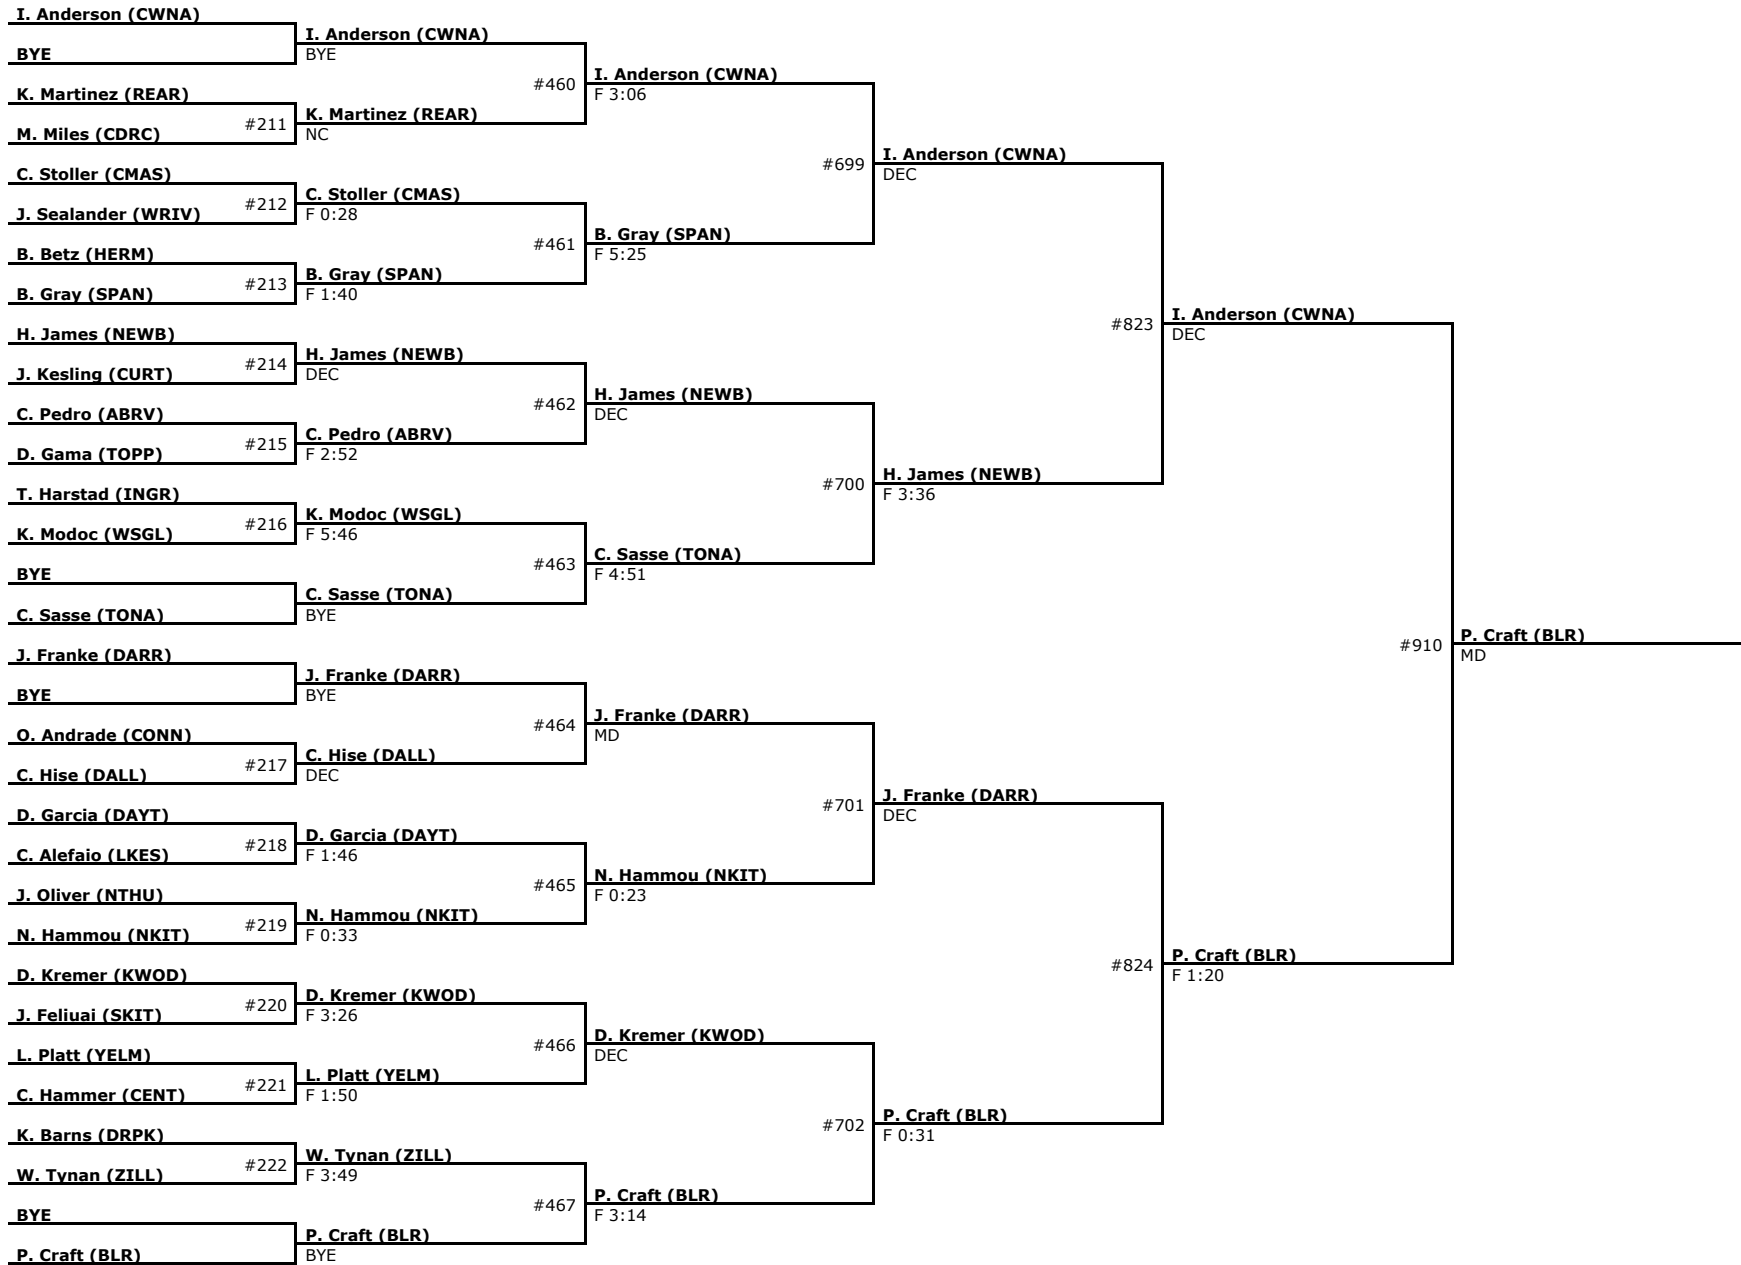 I. Anderson (CWNA)
BYE
K. Martinez (REAR)
#211
M. Miles (CDRC)
C. Stoller (CMAS)
#212
J. Sealander (WRIV)
B. Betz (HERM)
#213
B. Gray (SPAN)
H. James (NEWB)
#214
J. Kesling (CURT)
C. Pedro (ABRV)
#215
D. Gama (TOPP)
T. Harstad (INGR)
#216
K. Modoc (WSGL)
BYE
C. Sasse (TONA)
J. Franke (DARR)
BYE
O. Andrade (CONN)
#217
C. Hise (DALL)
D. Garcia (DAYT)
#218
C. Alefaio (LKES)
J. Oliver (NTHU)
#219
N. Hammou (NKIT)
D. Kremer (KWOD)
#220
J. Feliuai (SKIT)
L. Platt (YELM)
#221
C. Hammer (CENT)
K. Barns (DRPK)
#222
W. Tynan (ZILL)
BYE
P. Craft (BLR)
I. Anderson (CWNA)
BYE
#460
K. Martinez (REAR)
NC
C. Stoller (CMAS)
F 0:28
#461
B. Gray (SPAN)
F 1:40
H. James (NEWB)
DEC
#462
C. Pedro (ABRV)
F 2:52
K. Modoc (WSGL)
F 5:46
#463
C. Sasse (TONA)
BYE
J. Franke (DARR)
BYE
#464
C. Hise (DALL)
DEC
D. Garcia (DAYT)
F 1:46
#465
N. Hammou (NKIT)
F 0:33
D. Kremer (KWOD)
F 3:26
#466
L. Platt (YELM)
F 1:50
W. Tynan (ZILL)
F 3:49
#467
P. Craft (BLR)
BYE
I. Anderson (CWNA)
F 3:06
#699
B. Gray (SPAN)
F 5:25
H. James (NEWB)
DEC
#700
C. Sasse (TONA)
F 4:51
J. Franke (DARR)
MD
#701
N. Hammou (NKIT)
F 0:23
D. Kremer (KWOD)
DEC
#702
P. Craft (BLR)
F 3:14
I. Anderson (CWNA)
DEC
#823
H. James (NEWB)
F 3:36
J. Franke (DARR)
DEC
#824
P. Craft (BLR)
F 0:31
I. Anderson (CWNA)
DEC
#910
P. Craft (BLR)
F 1:20
P. Craft (BLR)
MD